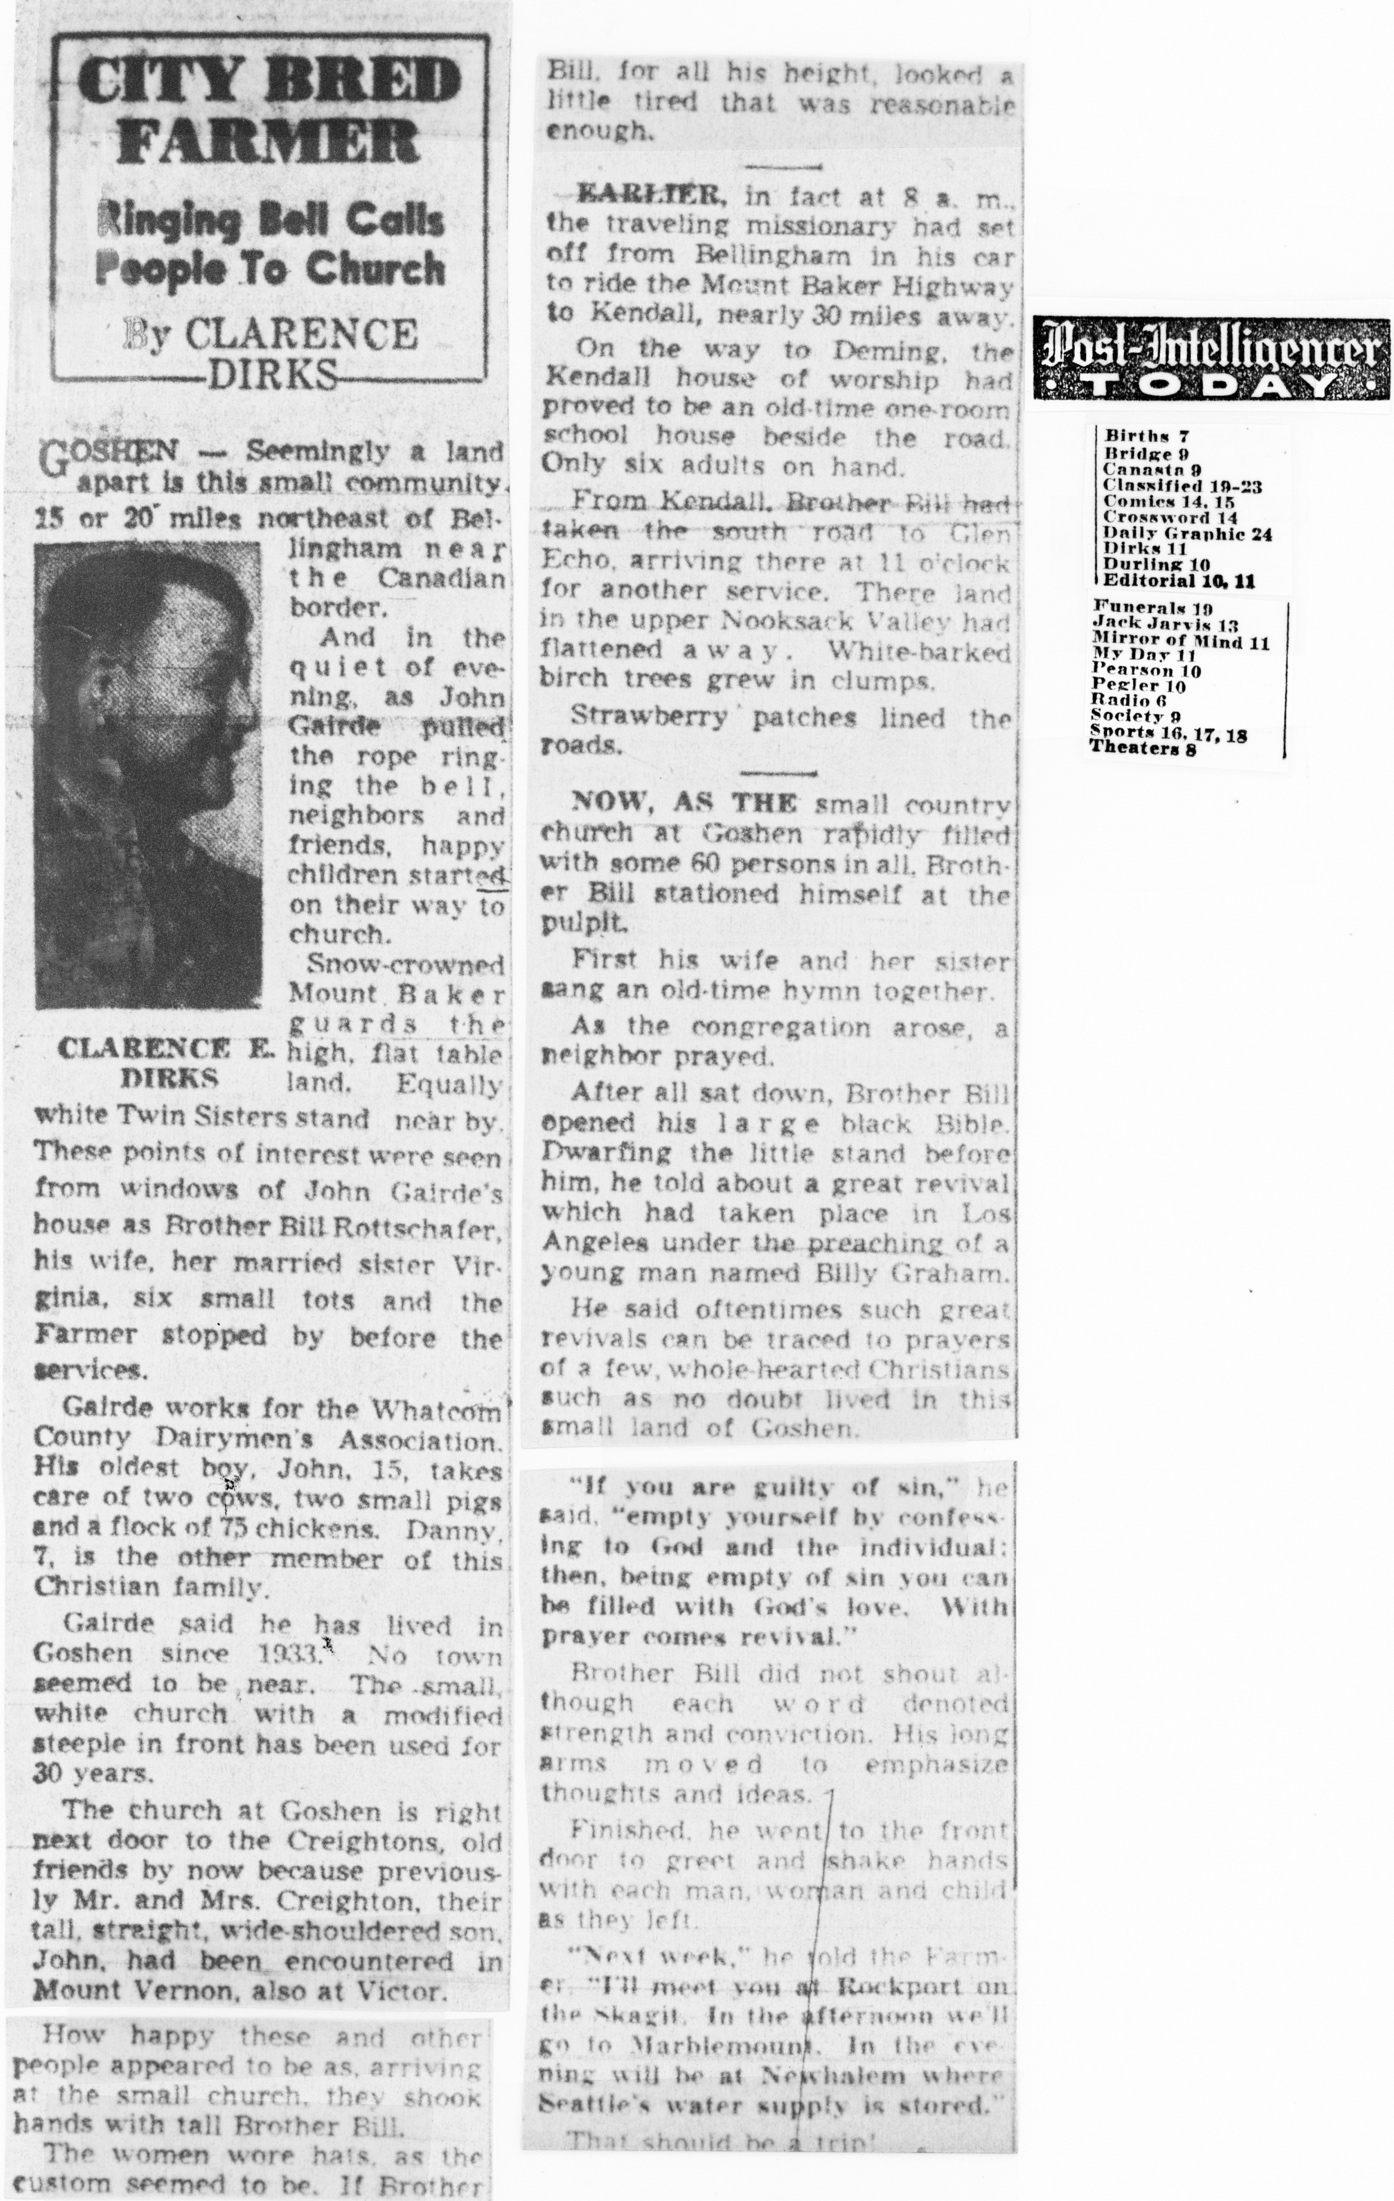 CITY BRED
FARMER
Ringing Bell Calls
People To Church
By CLARENCE
DIRKS
GOSHEN — Seemingly a land
apart is this small community,
15 or 20 miles northeast of Bel-
lingham near
the Canadian
border.
And in the
quiet of eve-
ning, as John
Gairde pulled
the rope ring-
ing the bell,
neighbors and
friends, happy
children started
on their way to
church.
Snow-crowned
Mount Baker
guards the
high, flat table
land. Equally
CLARENCE E.
DIRKS
white Twin Sisters stand near by.
These points of interest were seen
from windows of John Gairde's
house as Brother Bill Rottschafer,
his wife, her married sister Vir-
ginia, six small tots and the
Farmer stopped by before the
services.
Gairde works for the Whatcom
County Dairymen's Association.
His oldest boy, John, 15, takes
care of two cows, two small pigs
and a flock of 75 chickens. Danny,
7, is the other member of this
Christian family.
Gairde said he has lived in
Goshen since 1933. No town
seemed to be near. The small,
white church with a modified
steeple in front has been used for
30 years.
The church at Goshen is right
next door to the Creightons, old
friends by now because previous-
ly Mr. and Mrs. Creighton, their
tall, straight, wide-shouldered son,
John, had been encountered in
Mount Vernon, also at Victor.
How happy these and other
people appeared to be as, arriving
at the small church, they shook
hands with tall Brother Bill.
The women wore hats, as the
custom seemed to be. If Brother
Bill, for all his height, looked a
little tired that was reasonable
enough.
EARLIER, in fact at 8 a. m.,
the traveling missionary had set
off from Bellingham in his car
to ride the Mount Baker Highway
to Kendall, nearly 30 miles away.
On the way to Deming, the
Kendall house of worship had
proved to be an old-time one-room
school house beside the road.
Only six adults on hand.
From Kendall, Brother Bill had
taken the south road to Glen
Echo, arriving there at 11 o'clock
for another service. There land
in the upper Nooksack Valley had
flattened away. White-barked
birch trees grew in clumps.
Strawberry patches lined the
roads.
NOW, AS THE small country
church at Goshen rapidly filled
with some 60 persons in all, Broth-
er Bill stationed himself at the
pulpit.
First his wife and her sister
sang an old-time hymn together.
As the congregation arose, a
neighbor prayed.
After all sat down, Brother Bill
opened his large black Bible.
Dwarfing the little stand before
him, he told about a great revival
which had taken place in Los
Angeles under the preaching of a
young man named Billy Graham.
He said oftentimes such great
revivals can be traced to prayers
of a few, whole-hearted Christians
such as no doubt lived in this
small land of Goshen.
"If you are guilty of sin," he
said, "empty yourself by confess-
ing to God and the individual;
then, being empty of sin you can
be filled with God's love. With
prayer comes revival."
Brother Bill did not shout al-
though each word denoted
strength and conviction. His long
arms moved to emphasize
thoughts and ideas.
Finished, he went to the front
door to greet and shake hands
with each man, woman and child
as they left.
"Next week," he told the Farm-
er, "I'll meet you at Rockport on
the Skagit. In the afternoon we'll
go to Marblemount. In the eve-
ning will be at Newhalem where
Seattle's water supply is stored."
That should be a trip!
Post-Intelligencer
• TODAY •
Births 7
Bridge 9
Canasta 9
Classified 19-23
Comics 14, 15
Crossword 14
Daily Graphic 24
Dirks 11
Durling 10
Editorial 10, 11
Funerals 19
Jack Jarvis 13
Mirror of Mind 11
My Day 11
Pearson 10
Pegler 10
Radio 6
Society 9
Sports 16, 17, 18
Theaters 8